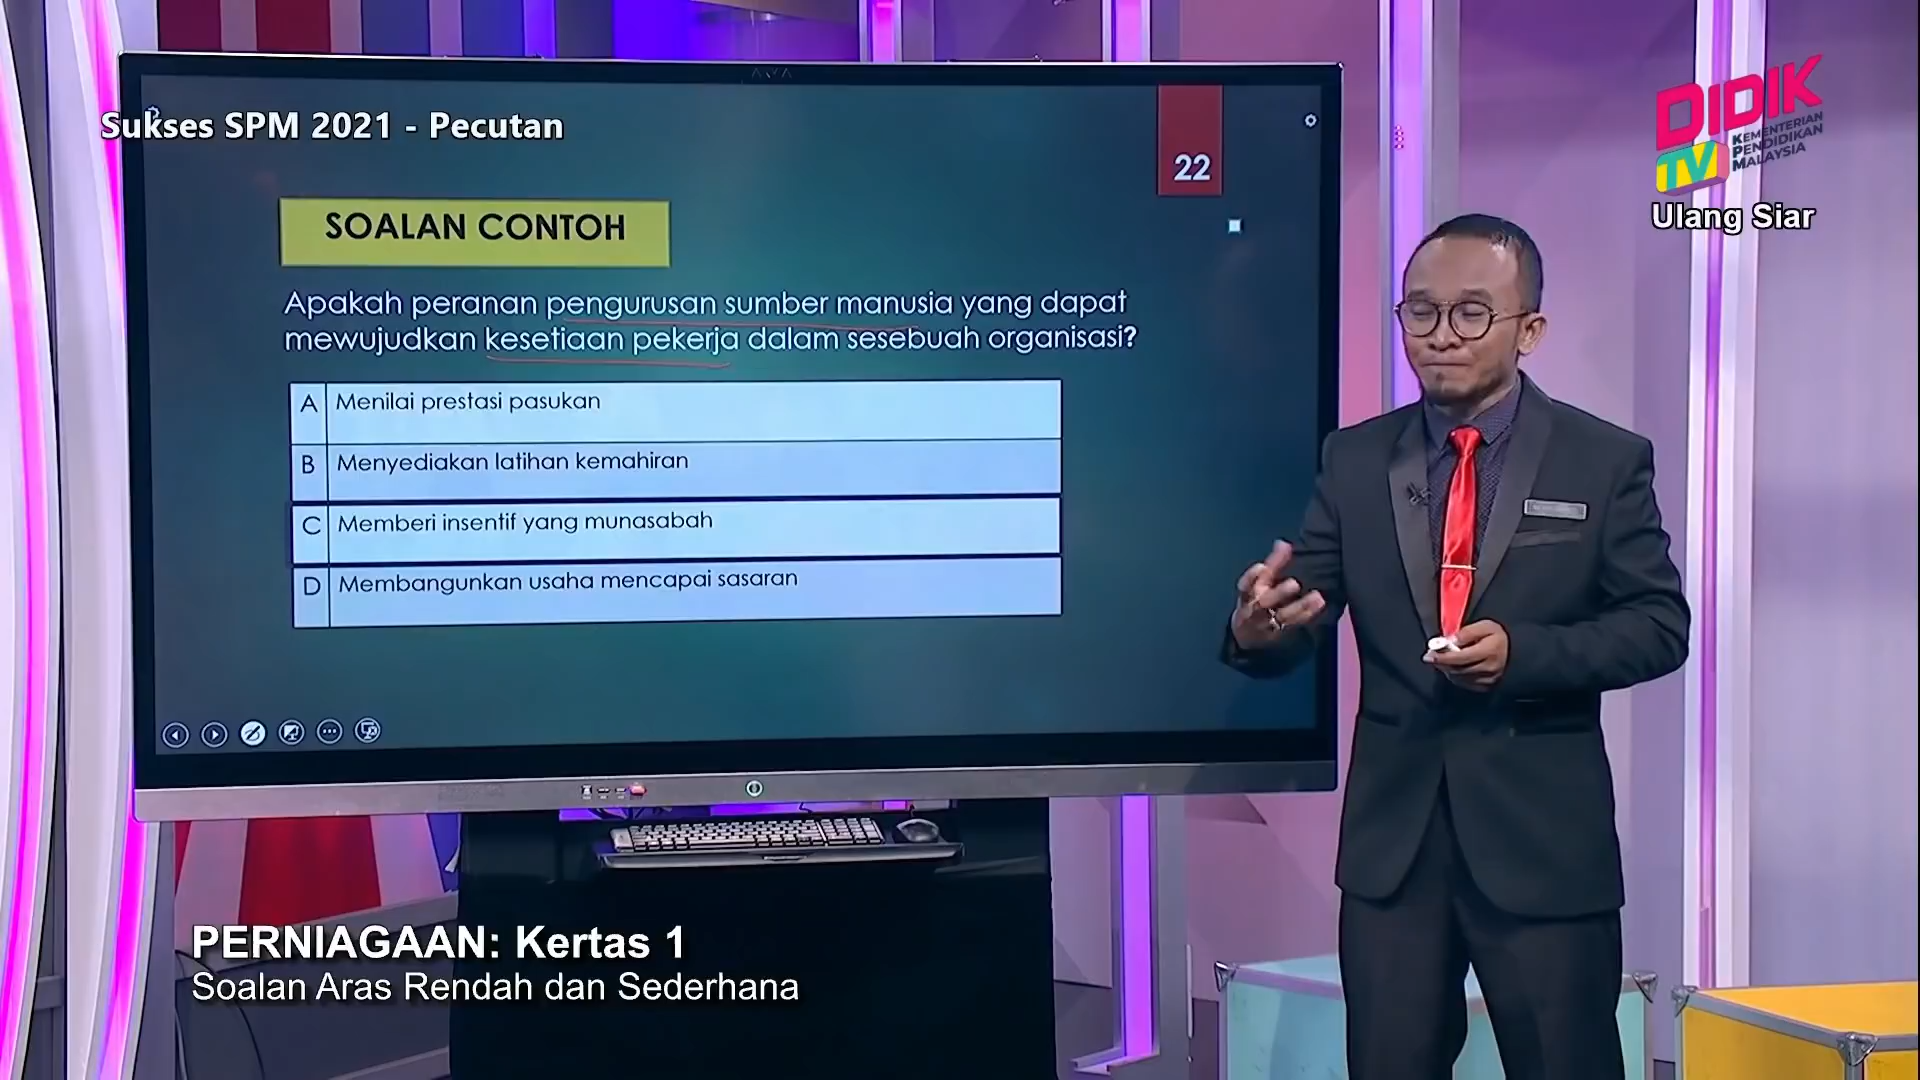 Sukses SPM 2021 - Pecutan
22
DIDIK
TV
KEMENTERIAN
PENDIDIKAN
MALAYSIA
Ulang Siar
SOALAN CONTOH
Apakah peranan pengurusan sumber manusia yang dapat
mewujudkan kesetiaan pekerja dalam sesebuah organisasi?
A Menilai prestasi pasukan
B Menyediakan latihan kemahiran
C Memberi insentif yang munasabah
D Membangunkan usaha mencapai sasaran
PERNIAGAAN: Kertas 1
Soalan Aras Rendah dan Sederhana